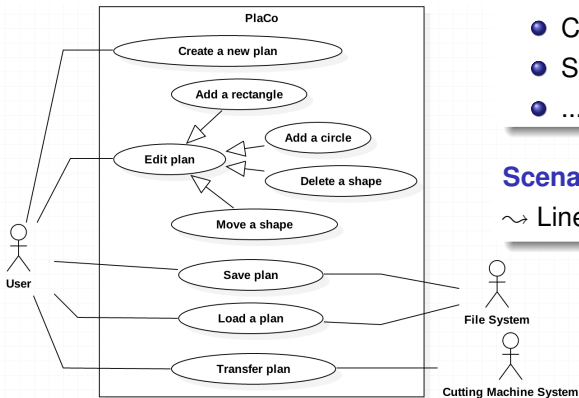 PlaCo
Create a new plan
Add a rectangle
Add a circle
Edit plan
Delete a shape
Move a shape
User
Save plan
Load a plan
File System
Transfer plan
Cutting Machine System
C
S
...
Scena
⇝ Line